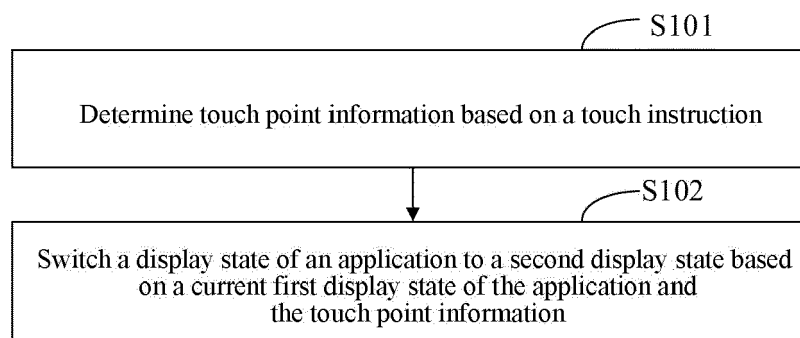 S101
Determine touch point information based on a touch instruction
S102
Switch a display state of an application to a second display state based
on a current first display state of the application and
the touch point information